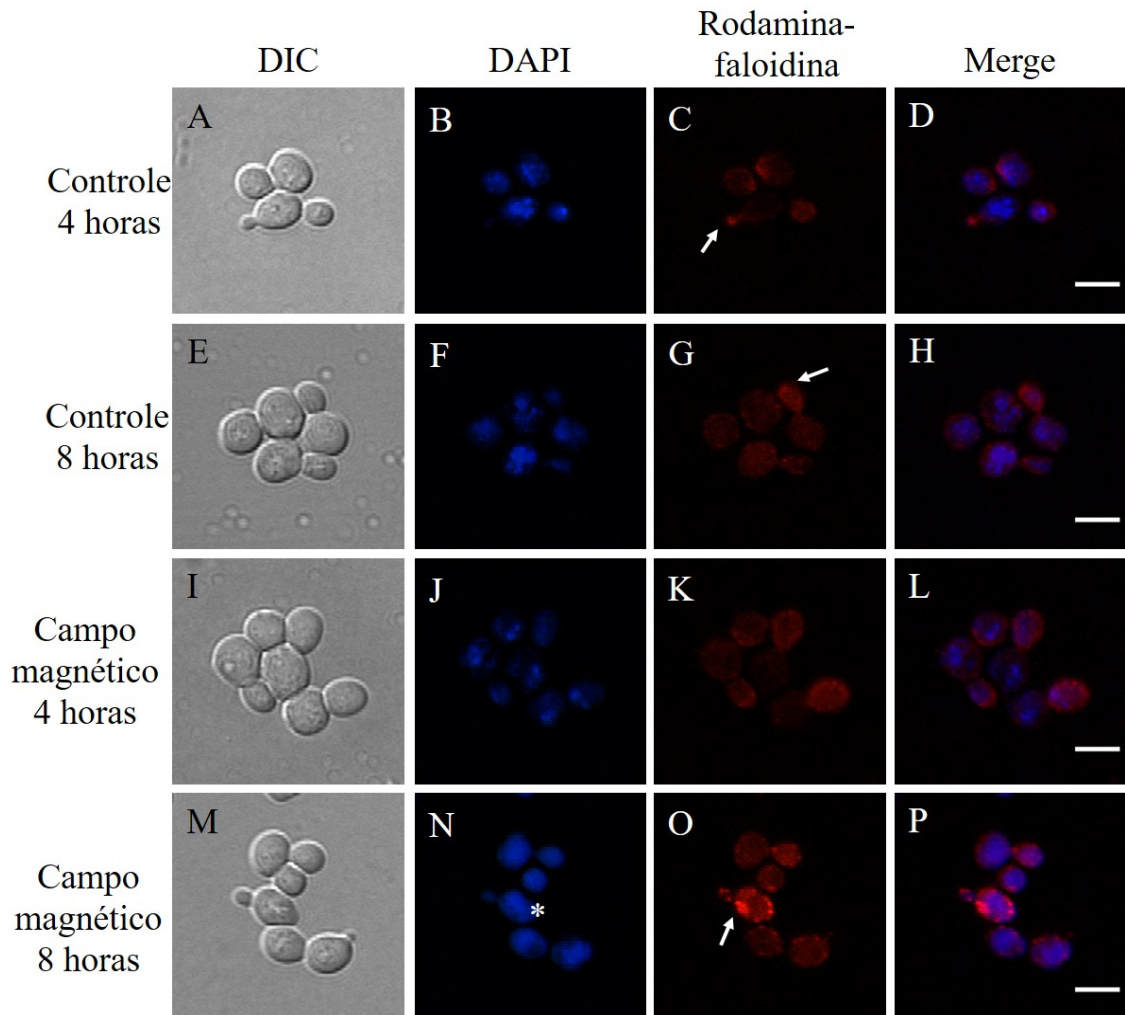 DIC
DAPI
Rodamina-
faloidina
Merge
Controle
4 horas
A
B
C
D
Controle
8 horas
E
F
G
H
Campo
magnético
4 horas
I
J
K
L
Campo
magnético
8 horas
M
N
*
O
P